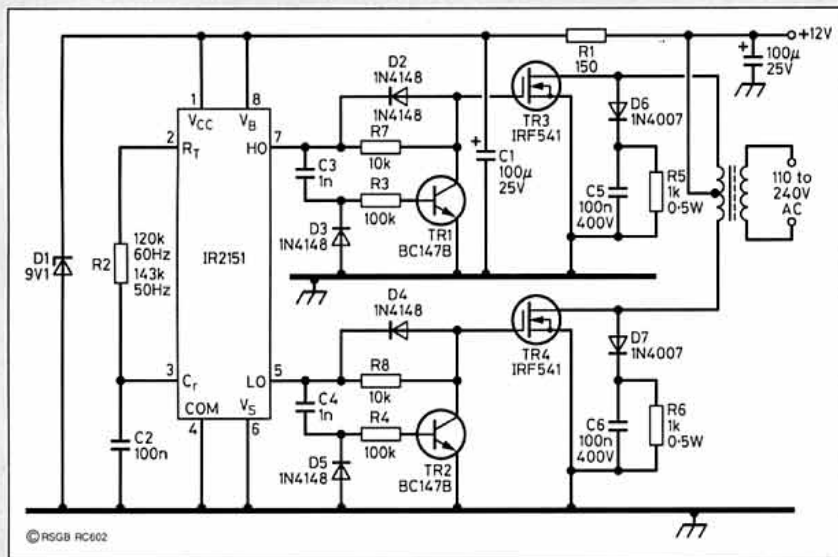 +12V
R1
150
100µ
25V
D2
1N4148
1N4148
1
8
VCC
VB
2
RT
HO
7
R7
10k
C3
1n
R3
100k
D3
1N4148
TR1
BC147B
C1
100µ
25V
TR3
IRF541
D6
1N4007
C5
100n
400V
R5
1k
0·5W
110 to
240V
AC
D1
9V1
R2
120k
60Hz
143k
50Hz
IR2151
D4
1N4148
TR4
IRF541
D7
1N4007
3
Cr
LO
5
R8
10k
C4
1n
R4
100k
COM
VS
4
6
C2
100n
D5
1N4148
TR2
BC147B
C6
100n
400V
R6
1k
0·5W
©RSGB RC602